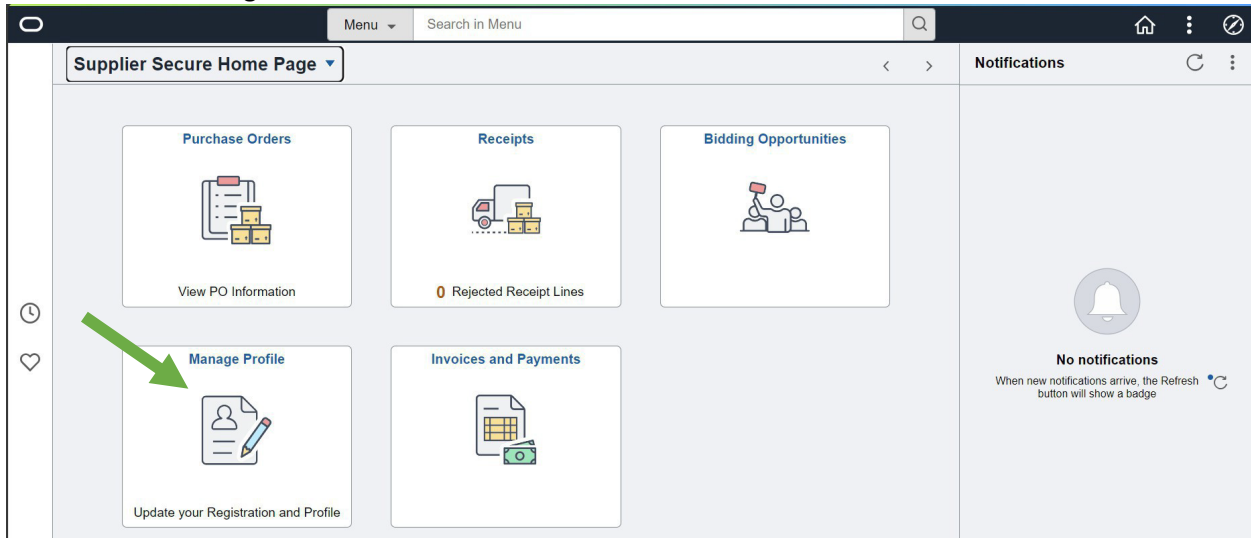 Menu
Search in Menu
Supplier Secure Home Page
Notifications
Purchase Orders
Receipts
Bidding Opportunities
View PO Information
0 Rejected Receipt Lines
Manage Profile
Invoices and Payments
No notifications
When new notifications arrive, the Refresh
button will show a badge
Update your Registration and Profile